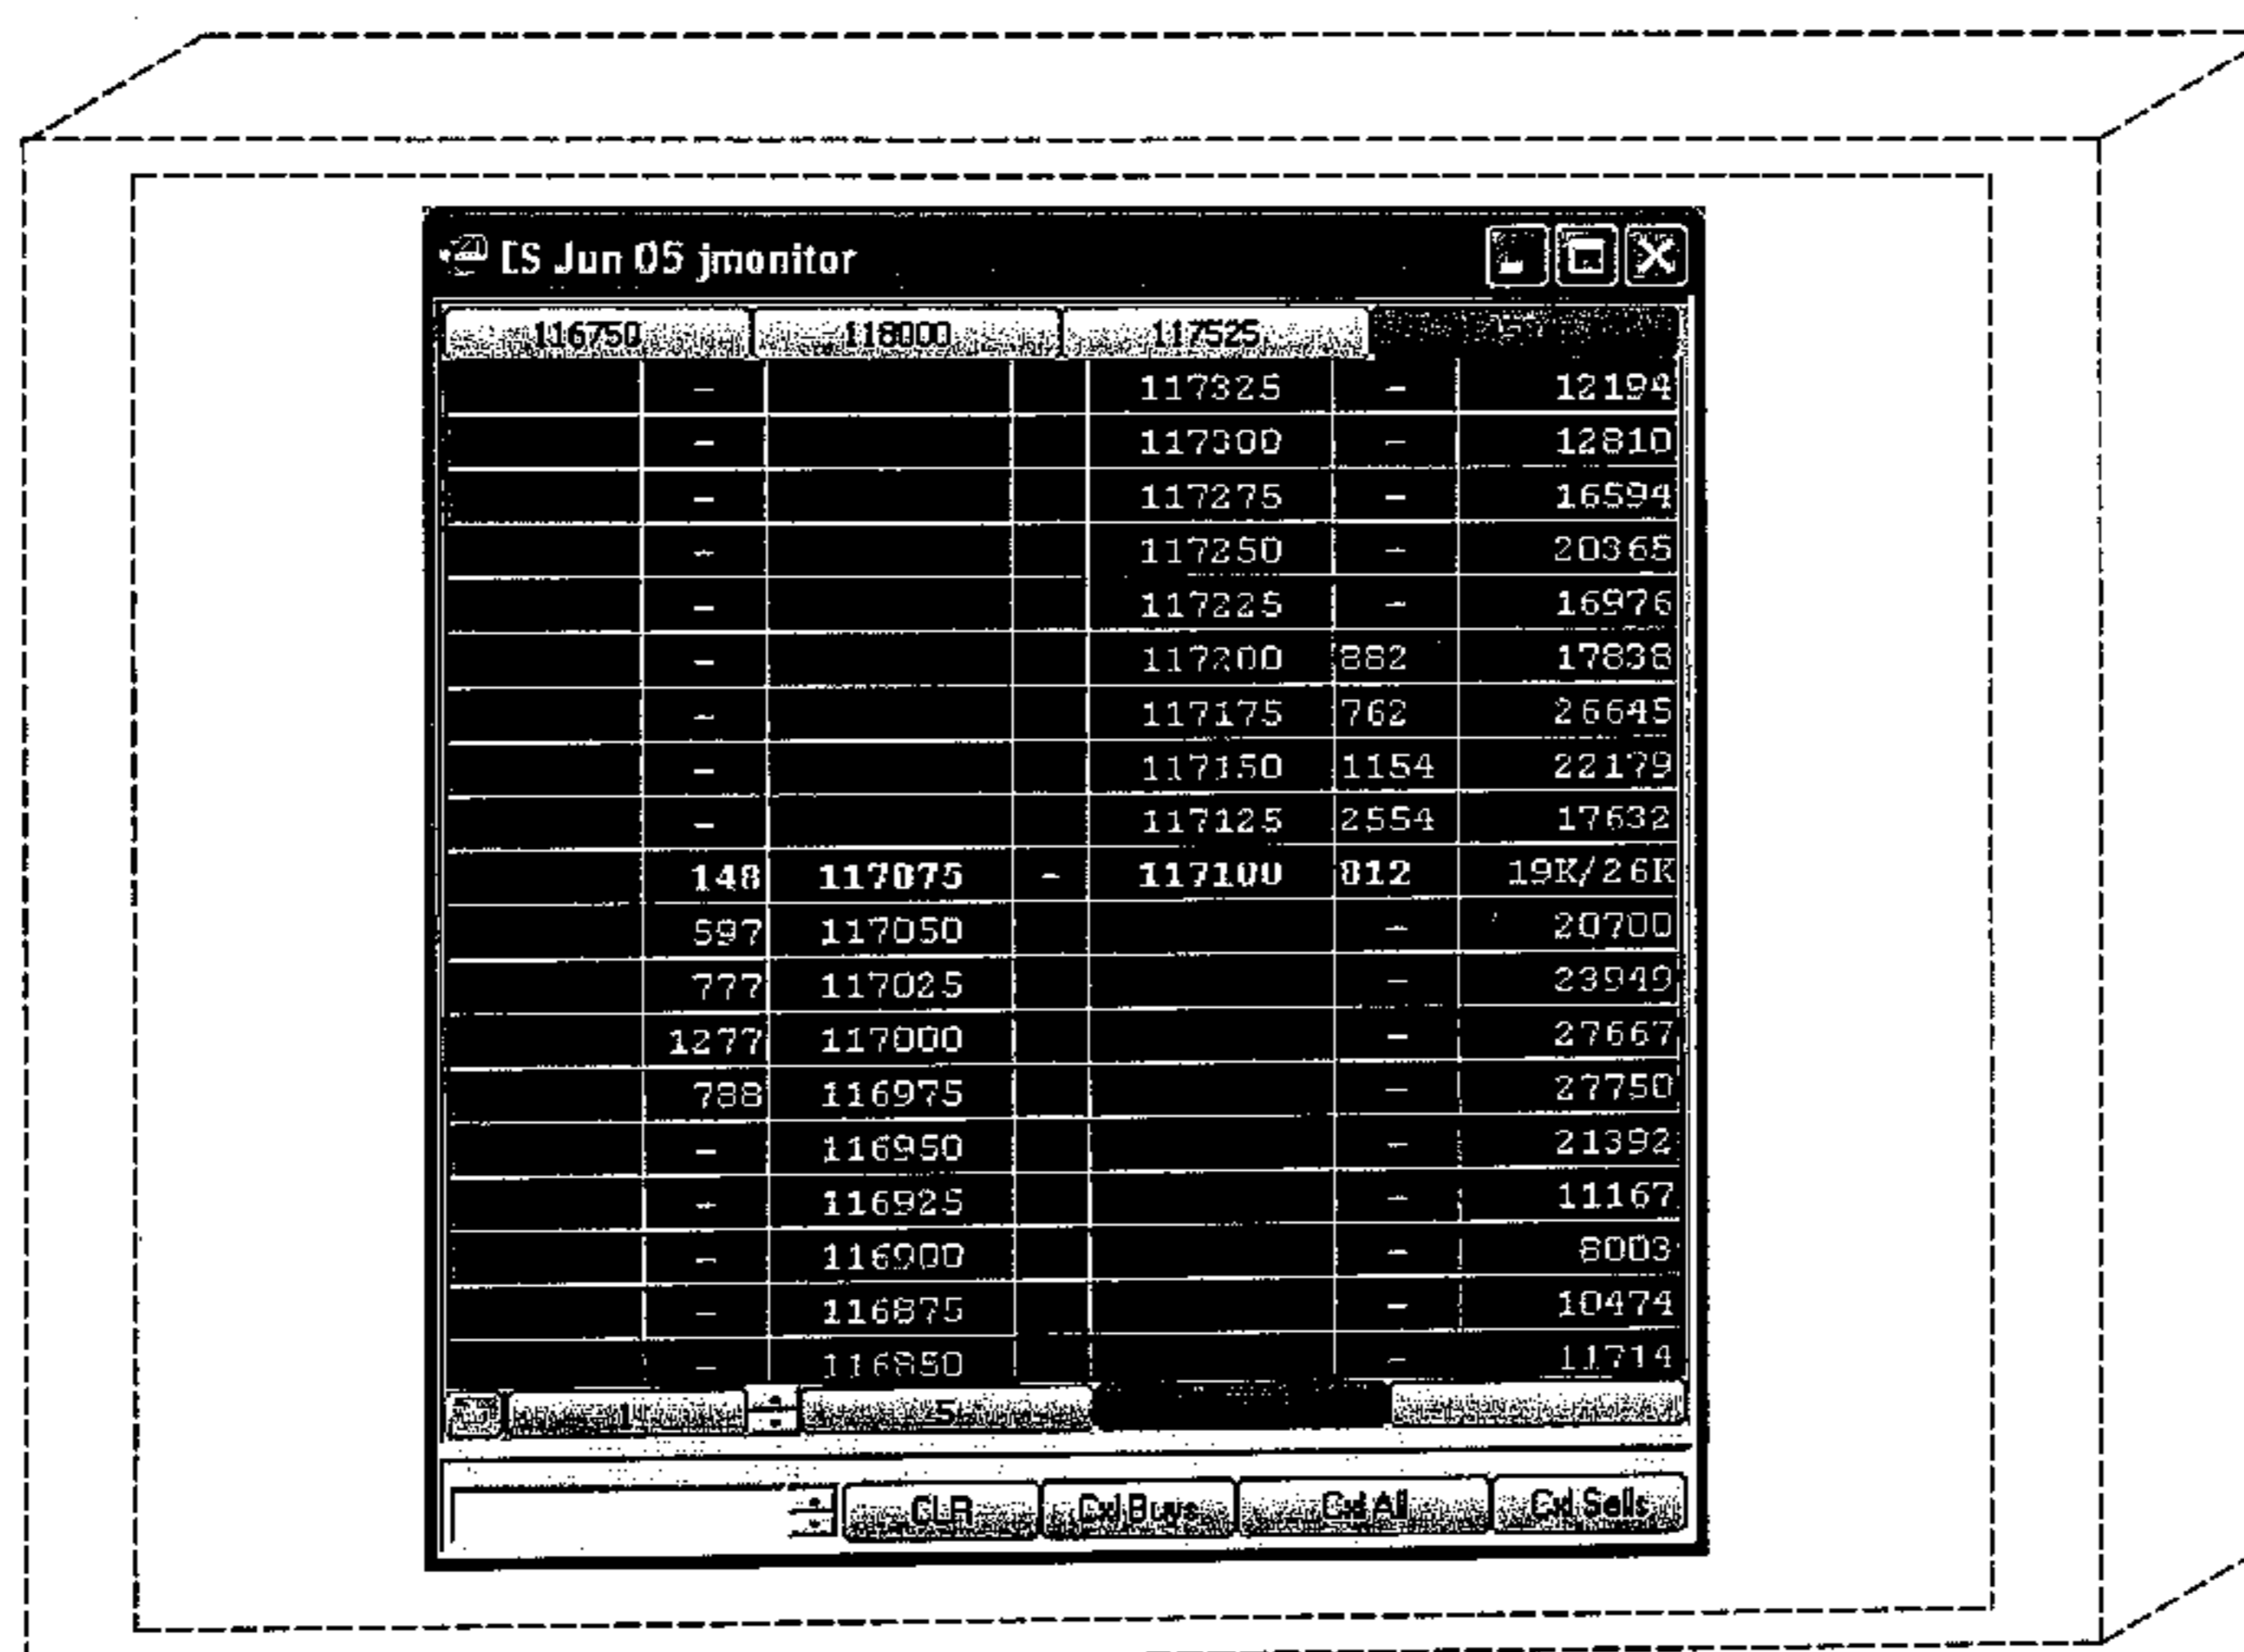 ES Jun 05 jmonitor
116750 118000 117525
- 117325 - 12194
- 117300 - 12810
- 117275 - 16594
- 117250 - 20365
- 117225 - 16976
- 117200 882 17838
- 117175 762 26645
- 117150 1154 22179
- 117125 2554 17632
148 117075 - 117100 812 19K/26K
597 117050 - 20700
777 117025 - 23949
1277 117000 - 27667
788 116975 - 27750
- 116950 - 21392
- 116925 - 11167
- 116900 - 8003
- 116875 - 10474
- 116850 - 11714
1 5
CLR Cxl Buys Cxl All Cxl Sells